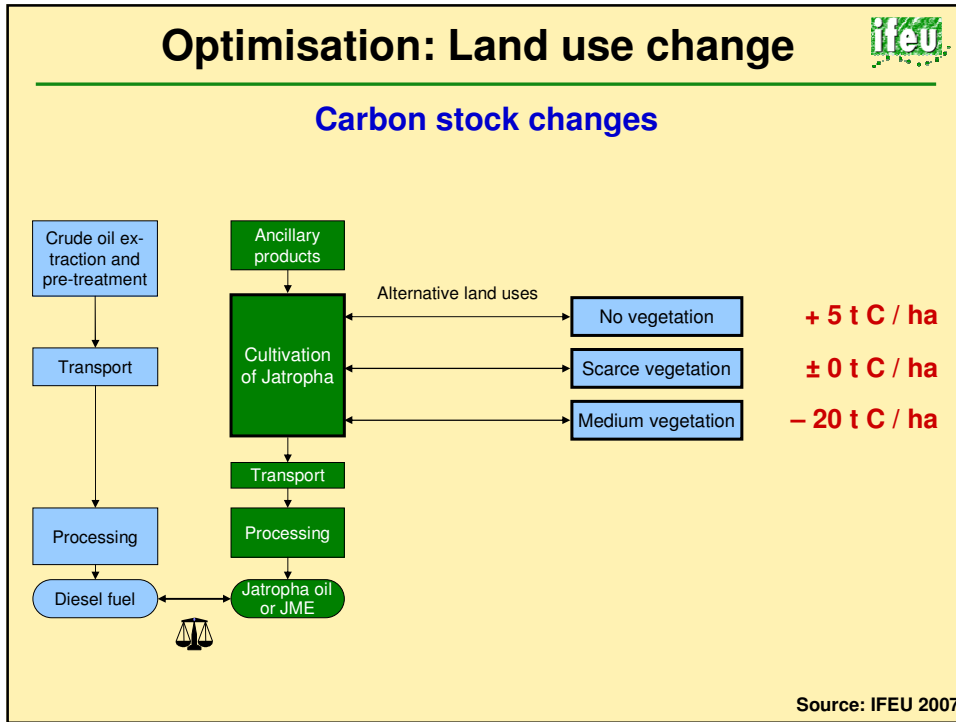 Optimisation: Land use change
ifeu
Carbon stock changes
Crude oil ex-
traction and
pre-treatment
Transport
Processing
Diesel fuel
Ancillary
products
Cultivation
of Jatropha
Transport
Processing
Jatropha oil
or JME
Alternative land uses
No vegetation
+ 5 t C / ha
Scarce vegetation
± 0 t C / ha
Medium vegetation
– 20 t C / ha
Source: IFEU 2007